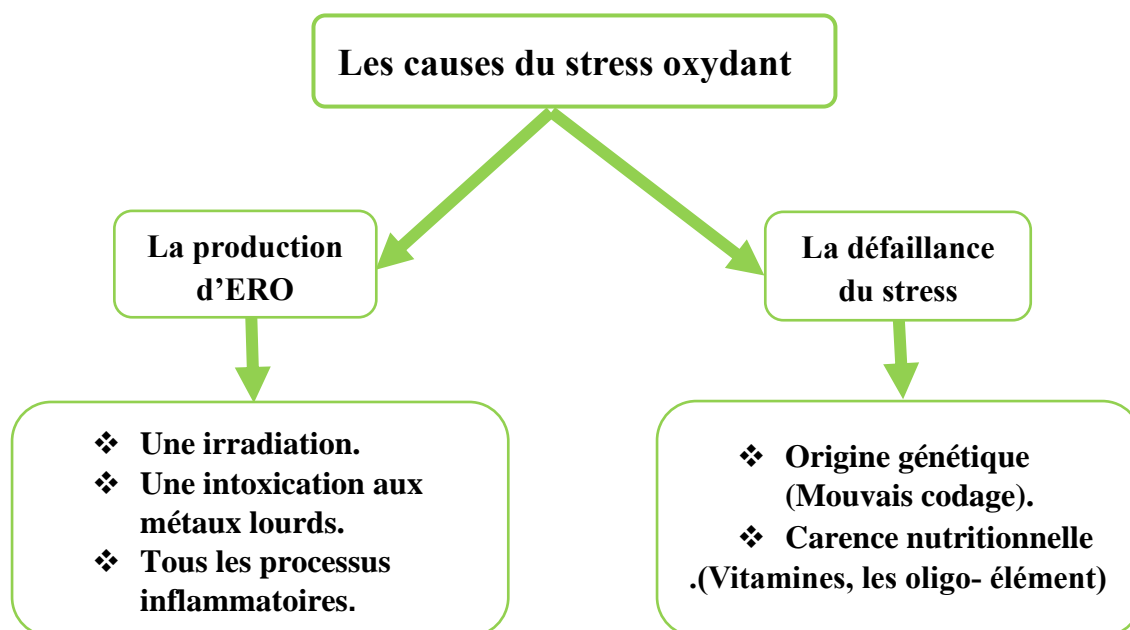 Les causes du stress oxydant
La production
d’ERO
La défaillance
du stress
❖ Une irradiation.
❖ Une intoxication aux
métaux lourds.
❖ Tous les processus
inflammatoires.
❖ Origine génétique
(Mouvais codage).
❖ Carence nutritionnelle
.(Vitamines, les oligo- élément)